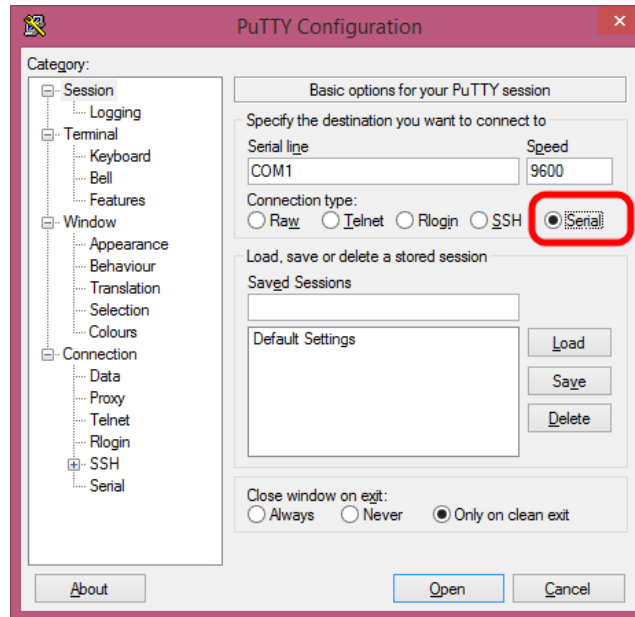 PuTTY Configuration
Category:
Session
Logging
Terminal
Keyboard
Bell
Features
Window
Appearance
Behaviour
Translation
Selection
Colours
Connection
Data
Proxy
Telnet
Rlogin
SSH
Serial
Basic options for your PuTTY session
Specify the destination you want to connect to
Serial line Speed
COM1 9600
Connection type:
Raw Telnet Rlogin SSH Serial
Load, save or delete a stored session
Saved Sessions
Default Settings
Load
Save
Delete
Close window on exit:
Always Never Only on clean exit
About Open Cancel